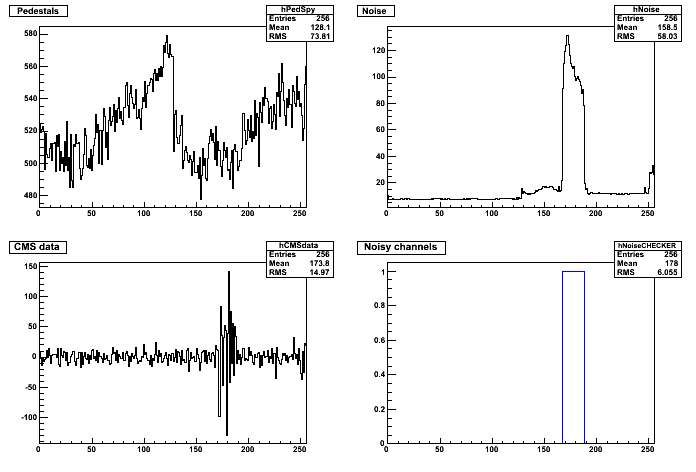 Pedestals
hPedSpy
Entries 256
Mean 128.1
RMS 73.81
580
560
540
520
500
480
0 50 100 150 200 250
Noise
hNoise
Entries 256
Mean 158.5
RMS 58.03
120
100
80
60
40
20
0 50 100 150 200 250
CMS data
hCMSdata
Entries 256
Mean 173.8
RMS 14.97
150
100
50
0
-50
-100
0 50 100 150 200 250
Noisy channels
hNoiseCHECKER
Entries 256
Mean 178
RMS 6.055
1
0.8
0.6
0.4
0.2
0
0 50 100 150 200 250